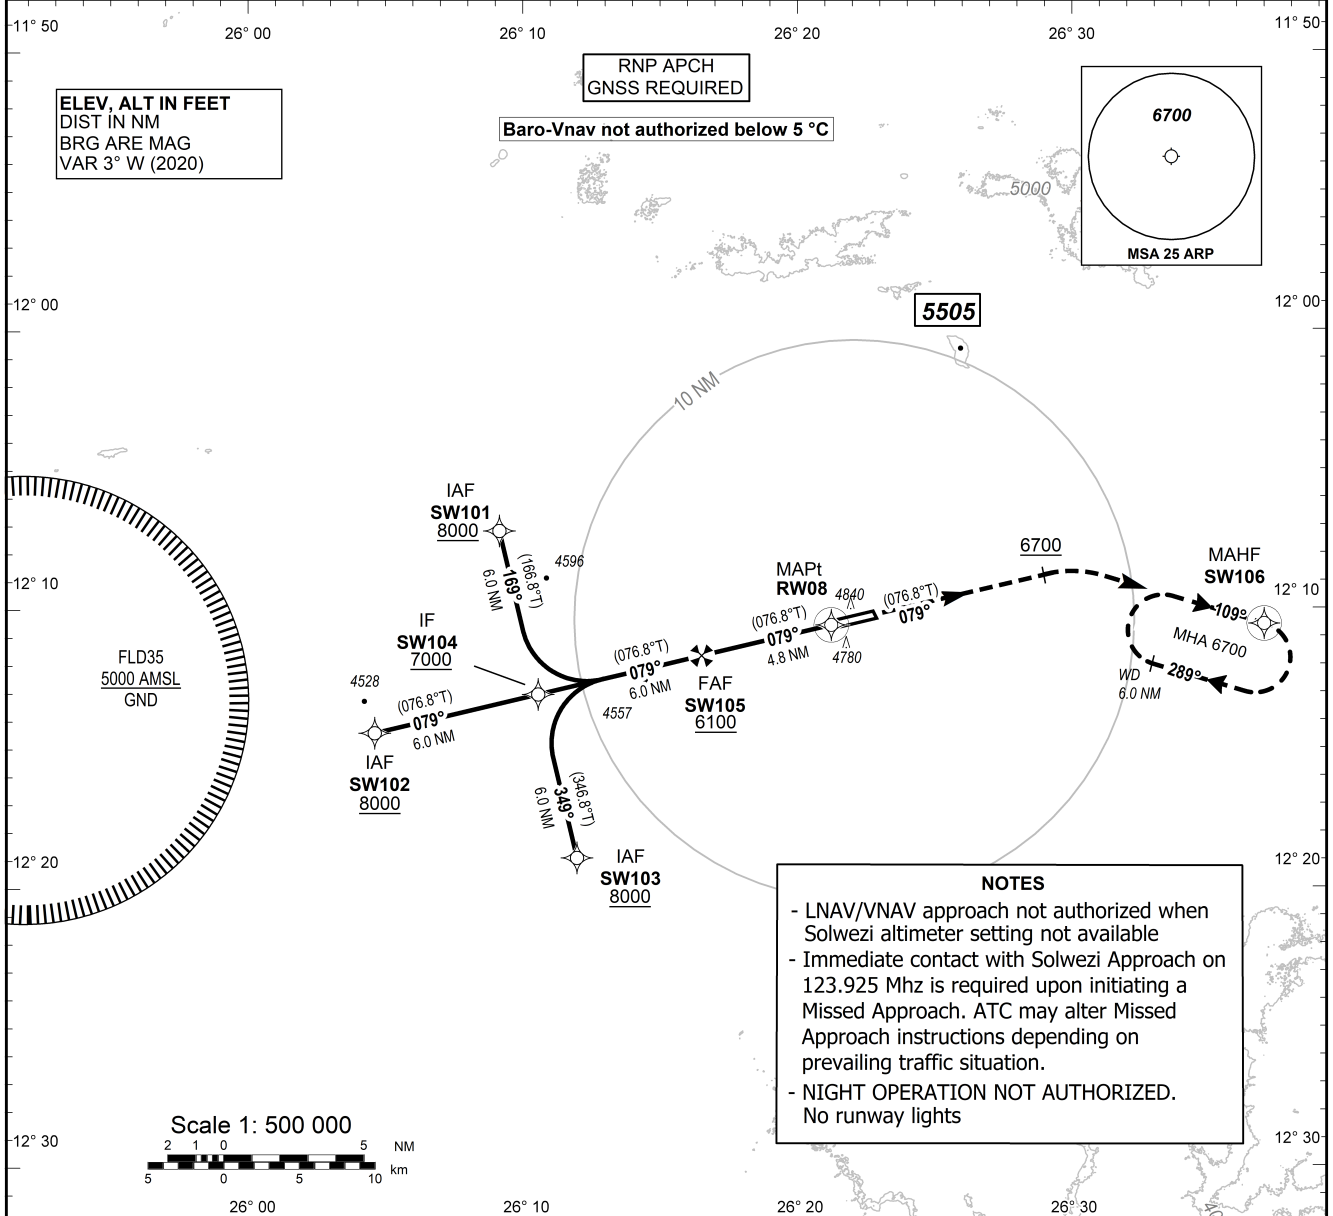 11° 50
26° 00
26° 10
26° 20
26° 30
11° 50
RNP APCH
GNSS REQUIRED
Baro-Vnav not authorized below 5 °C
ELEV, ALT IN FEET
DIST IN NM
BRG ARE MAG
VAR 3° W (2020)
6700
MSA 25 ARP
5000
12° 00
12° 00
5505
10 NM
IAF
SW101
8000
(166.8°T)
169°
6.0 NM
4596
6700
MAHF
SW106
12° 10
12° 10
MAPt
RW08
4840
(076.8°T)
079°
109°
MHA 6700
289°
WD
6.0 NM
IF
SW104
7000
(076.8°T)
079°
4.8 NM
4780
(076.8°T)
079°
6.0 NM
FAF
SW105
6100
4557
FLD35
5000 AMSL
GND
4528
(076.8°T)
079°
6.0 NM
IAF
SW102
8000
(346.8°T)
349°
6.0 NM
IAF
SW103
8000
12° 20
12° 20
NOTES
- LNAV/VNAV approach not authorized when
Solwezi altimeter setting not available
- Immediate contact with Solwezi Approach on
123.925 Mhz is required upon initiating a
Missed Approach. ATC may alter Missed
Approach instructions depending on
prevailing traffic situation.
- NIGHT OPERATION NOT AUTHORIZED.
No runway lights
Scale 1: 500 000
2 1 0 5 NM
5 0 5 10 km
12° 30
12° 30
26° 00
26° 10
26° 20
26° 30